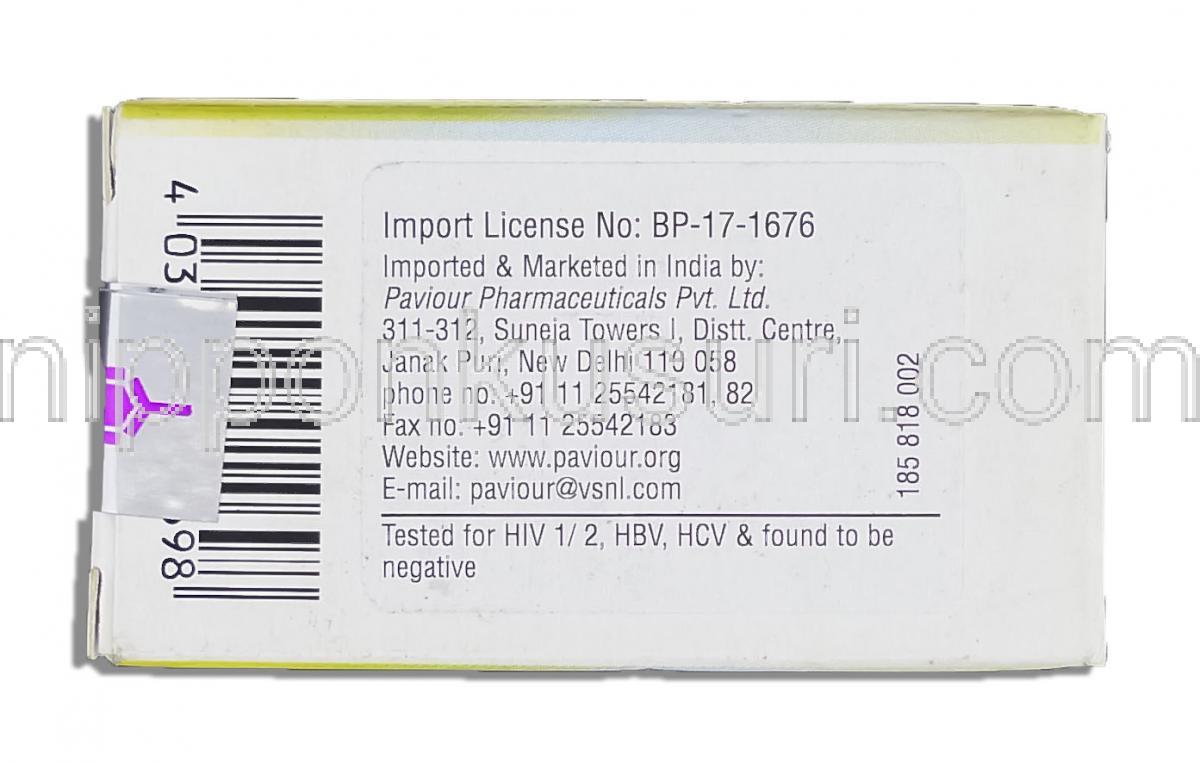 Import License No: BP-17-1676
Imported & Marketed in India by:
Paviour Pharmaceuticals Pvt. Ltd.
311-312, Suneja Towers I, Distt. Centre,
Janak Puri, New Delhi 110 058
phone no: +91 11 25542181, 82
Fax no. +91 11 25542183
Website: www.paviour.org
E-mail: paviour@vsnl.com
Tested for HIV 1/ 2, HBV, HCV & found to be
negative
185 818 002
4 03
698
nipponkusuri.com